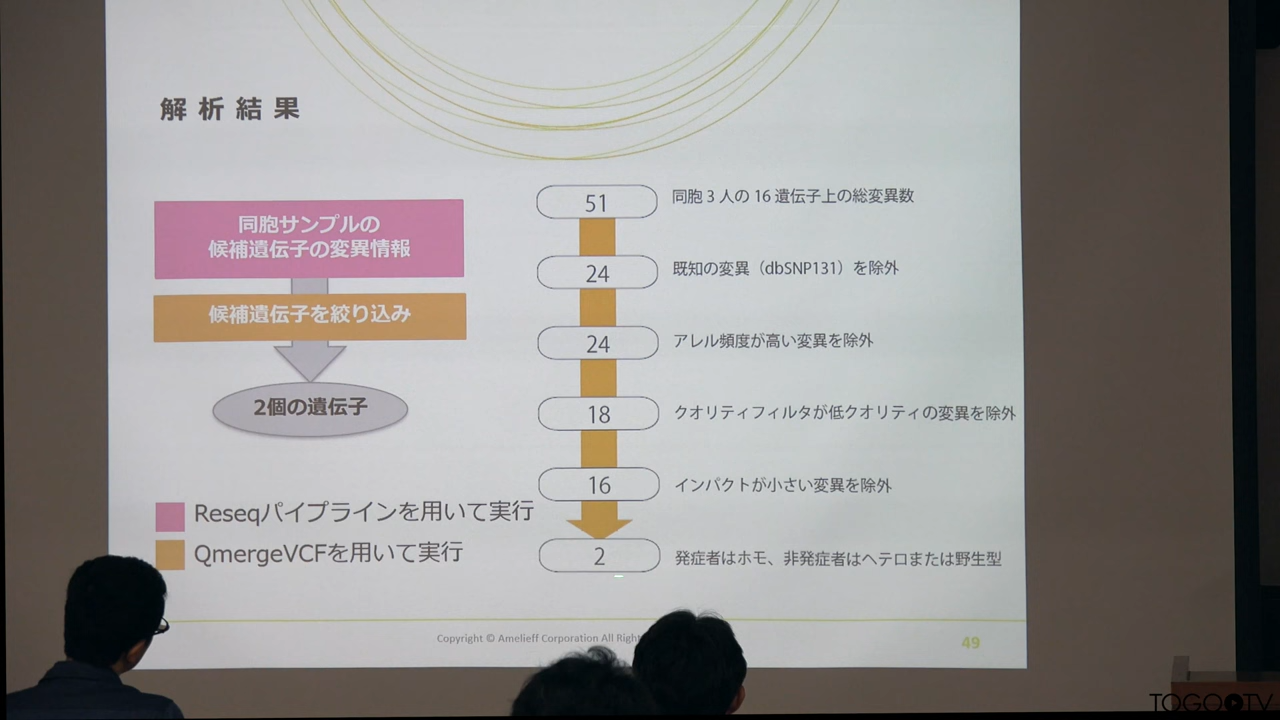 解析結果
同胞サンプルの
候補遺伝子の変異情報
候補遺伝子を絞り込み
2個の遺伝子
Reseqパイプラインを用いて実行
QmergeVCFを用いて実行
51 同胞3人の16遺伝子上の総変異数
24 既知の変異（dbSNP131）を除外
24 アレル頻度が高い変異を除外
18 クオリティフィルタが低クオリティの変異を除外
16 インパクトが小さい変異を除外
2 発症者はホモ、非発症者はヘテロまたは野生型
Copyright © Amelieff Corporation All
49
TOGO TV